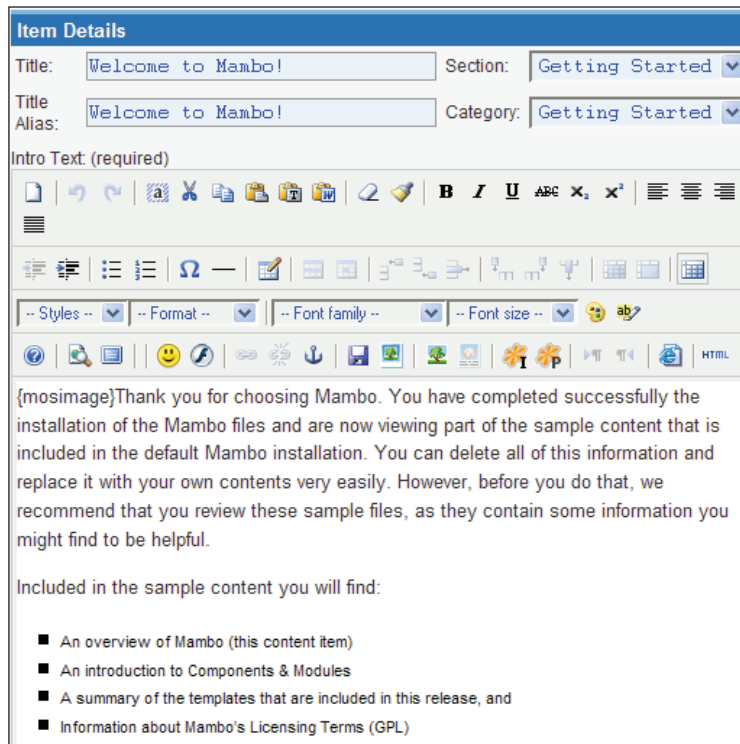 Item Details
Title: Welcome to Mambo! Section: Getting Started
Title Alias: Welcome to Mambo! Category: Getting Started
Intro Text: (required)
B I U ABC X₂ x²
Ω HTML
-- Styles -- -- Format -- -- Font family -- -- Font size --
{mosimage}Thank you for choosing Mambo. You have completed successfully the
installation of the Mambo files and are now viewing part of the sample content that is
included in the default Mambo installation. You can delete all of this information and
replace it with your own contents very easily. However, before you do that, we
recommend that you review these sample files, as they contain some information you
might find to be helpful.
Included in the sample content you will find:
An overview of Mambo (this content item)
An introduction to Components & Modules
A summary of the templates that are included in this release, and
Information about Mambo's Licensing Terms (GPL)